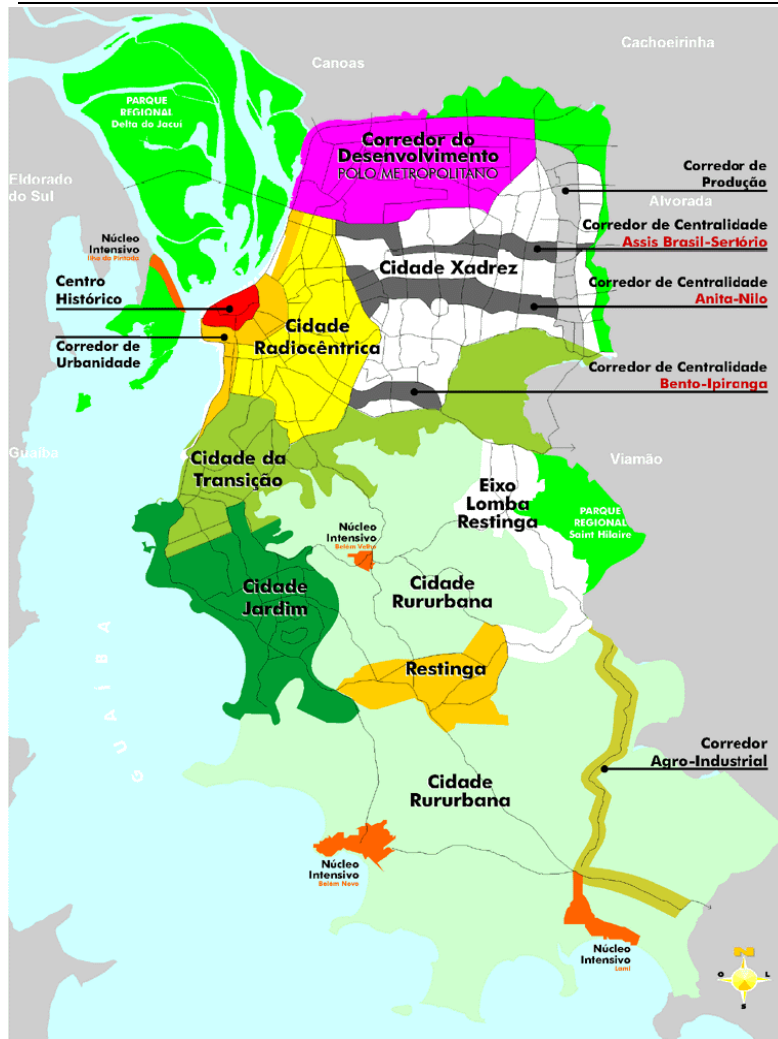 Cachoeirinha
Canoas
PARQUE
REGIONAL
Delta do Jacuí
Corredor do
Desenvolvimento
POLO METROPOLITANO
Corredor de
Produção
Eldorado
do Sul
Alvorada
Núcleo
Intensivo
Ilha da Pintada
Corredor de Centralidade
Assis Brasil-Sertório
Cidade Xadrez
Centro
Histórico
Corredor de Centralidade
Anita-Nilo
Cidade
Radiocêntrica
Corredor de
Urbanidade
Corredor de Centralidade
Bento-Ipiranga
Guaíba
Viamão
Cidade da
Transição
Eixo
Lomba
Restinga
PARQUE
REGIONAL
Saint Hilaire
Núcleo
Intensivo
Belém Velho
Cidade
Jardim
Cidade
Rururbana
GUAÍBA
Restinga
Corredor
Agro-Industrial
Cidade
Rururbana
Núcleo
Intensivo
Belém Novo
Núcleo
Intensivo
Lami
N
O
L
S